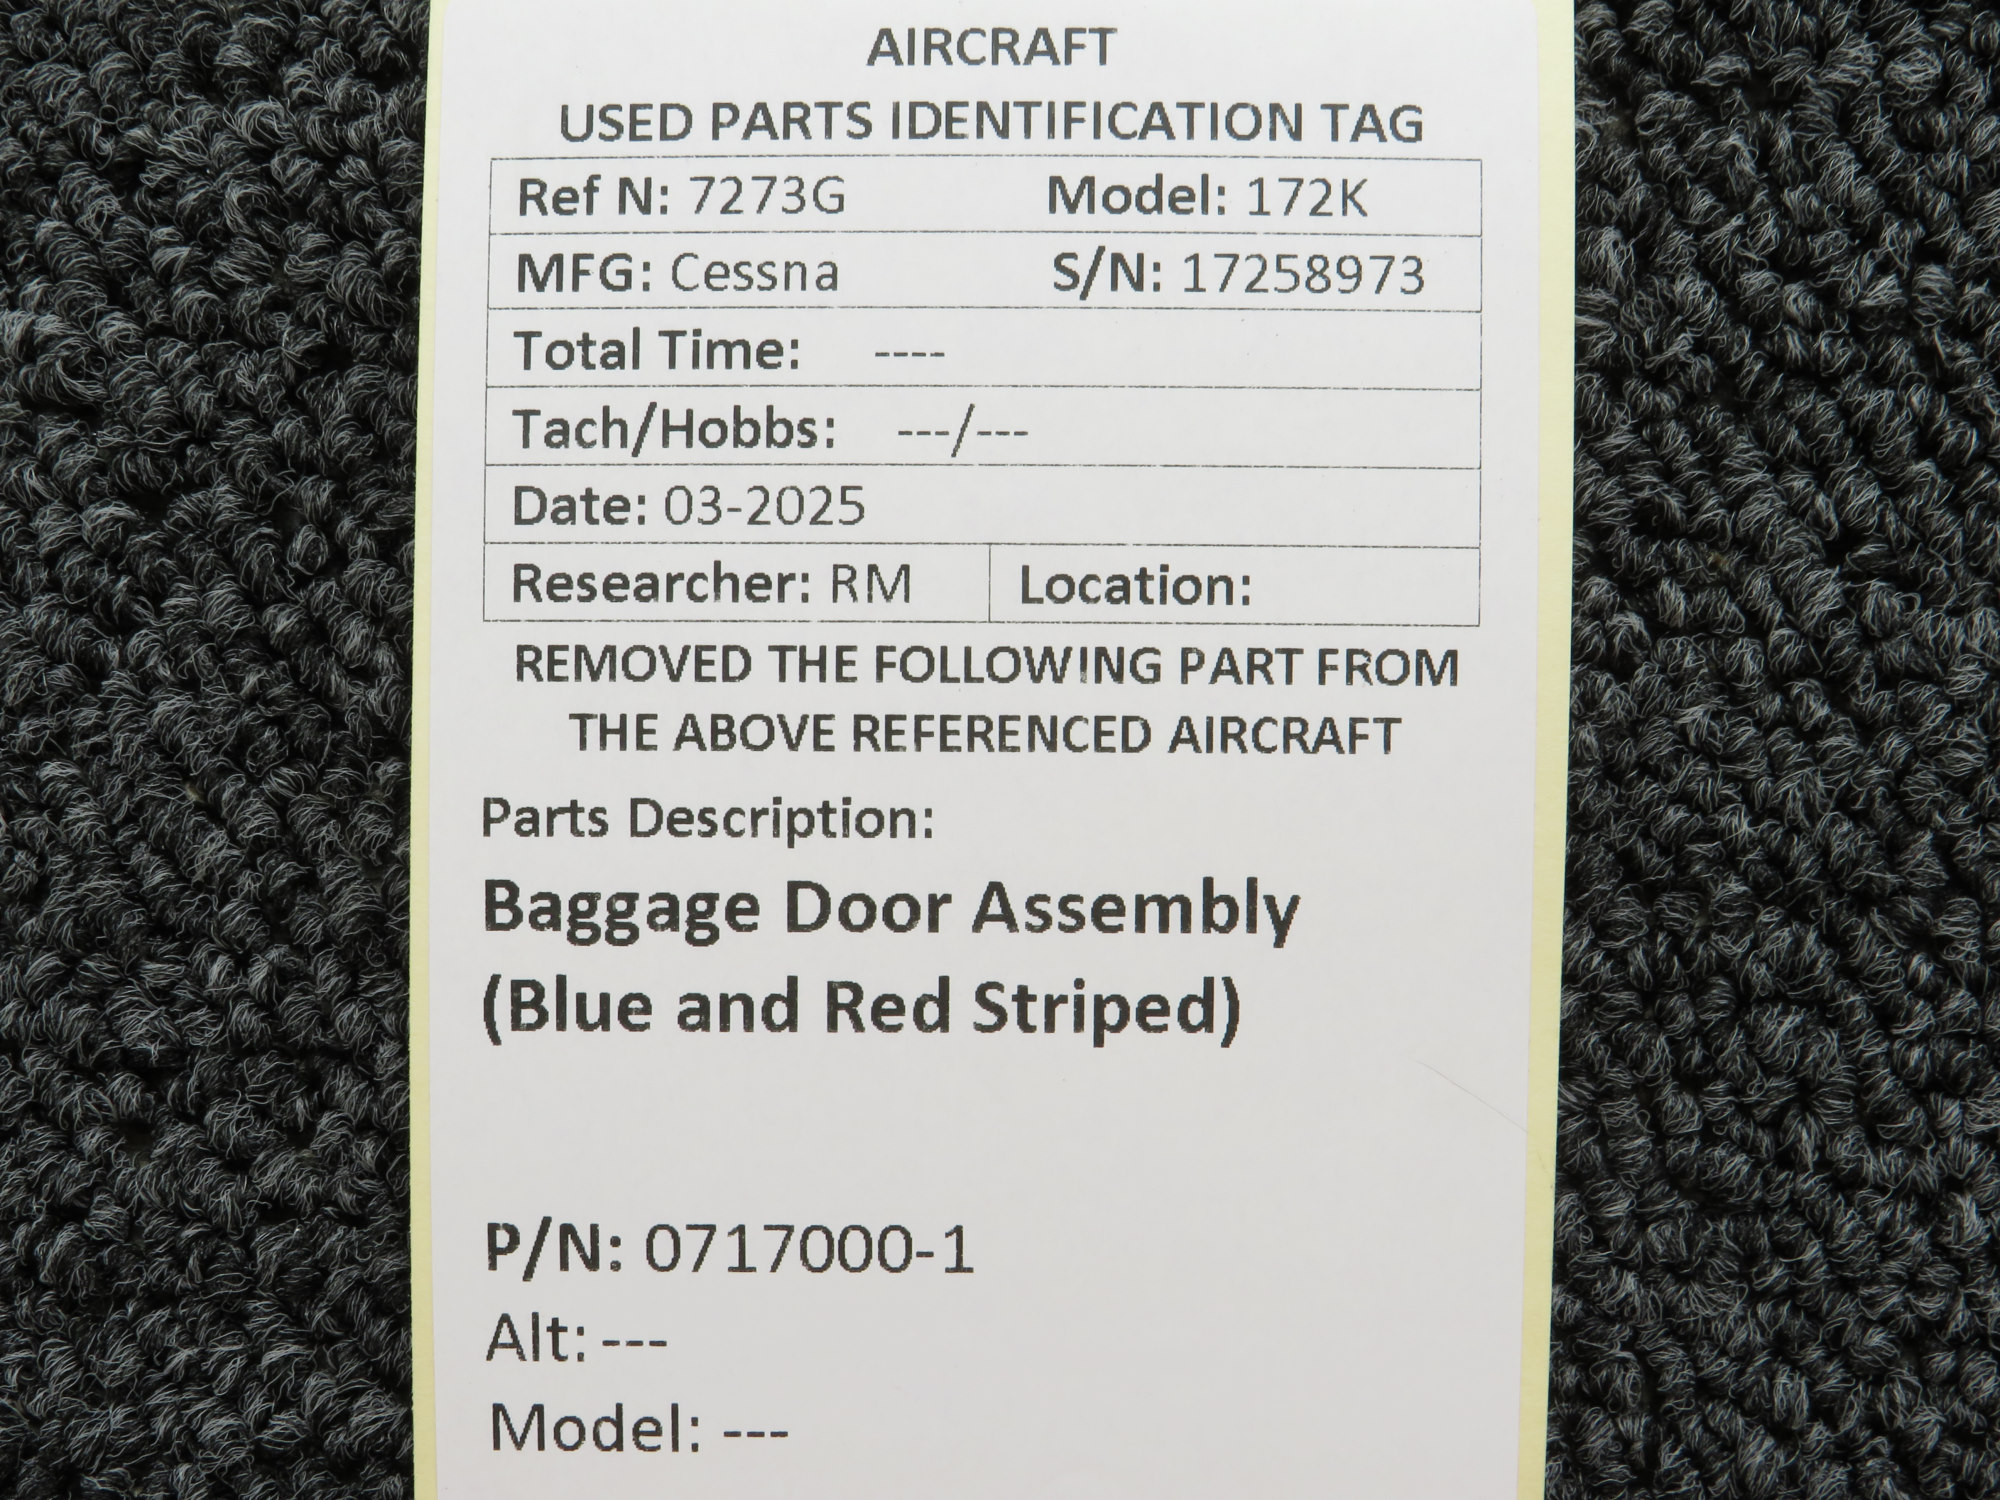 AIRCRAFT
USED PARTS IDENTIFICATION TAG
Ref N: 7273G Model: 172K
MFG: Cessna S/N: 17258973
Total Time: ----
Tach/Hobbs: ---/---
Date: 03-2025
Researcher: RM Location:
REMOVED THE FOLLOWING PART FROM
THE ABOVE REFERENCED AIRCRAFT
Parts Description:
Baggage Door Assembly
(Blue and Red Striped)
P/N: 0717000-1
Alt: ---
Model: ---